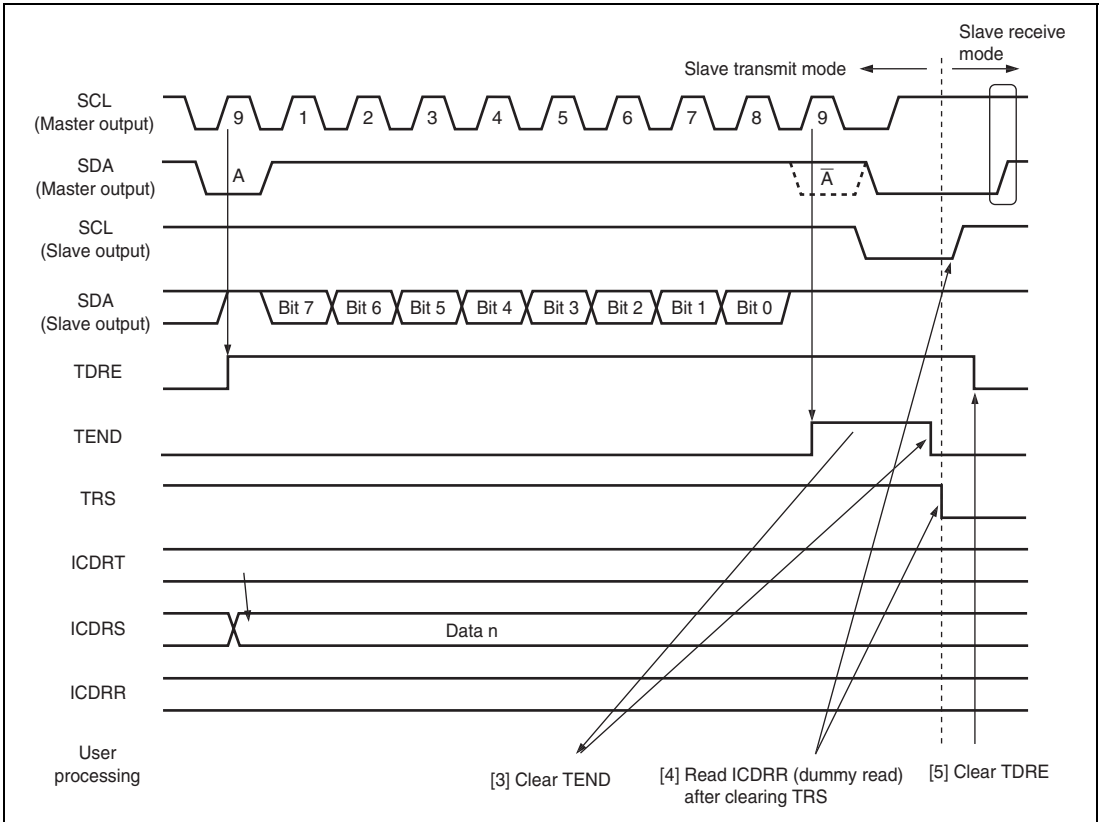 Slave receive
mode
Slave transmit mode
SCL
(Master output)
9 1 2 3 4 5 6 7 8 9
SDA
(Master output)
A A̅
SCL
(Slave output)
SDA
(Slave output)
Bit 7 Bit 6 Bit 5 Bit 4 Bit 3 Bit 2 Bit 1 Bit 0
TDRE
TEND
TRS
ICDRT
ICDRS
Data n
ICDRR
User
processing
[3] Clear TEND
[4] Read ICDRR (dummy read)
after clearing TRS
[5] Clear TDRE